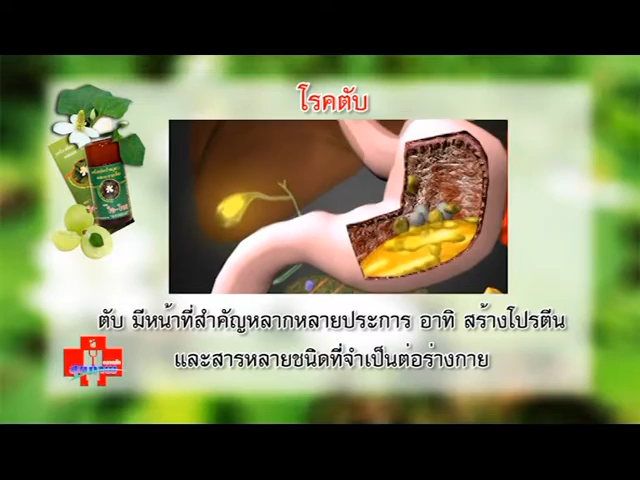 โรคตับ
ตับ มีหน้าที่สำคัญหลากหลายประการ อาทิ สร้างโปรตีน
และสารหลายชนิดที่จำเป็นต่อร่างกาย